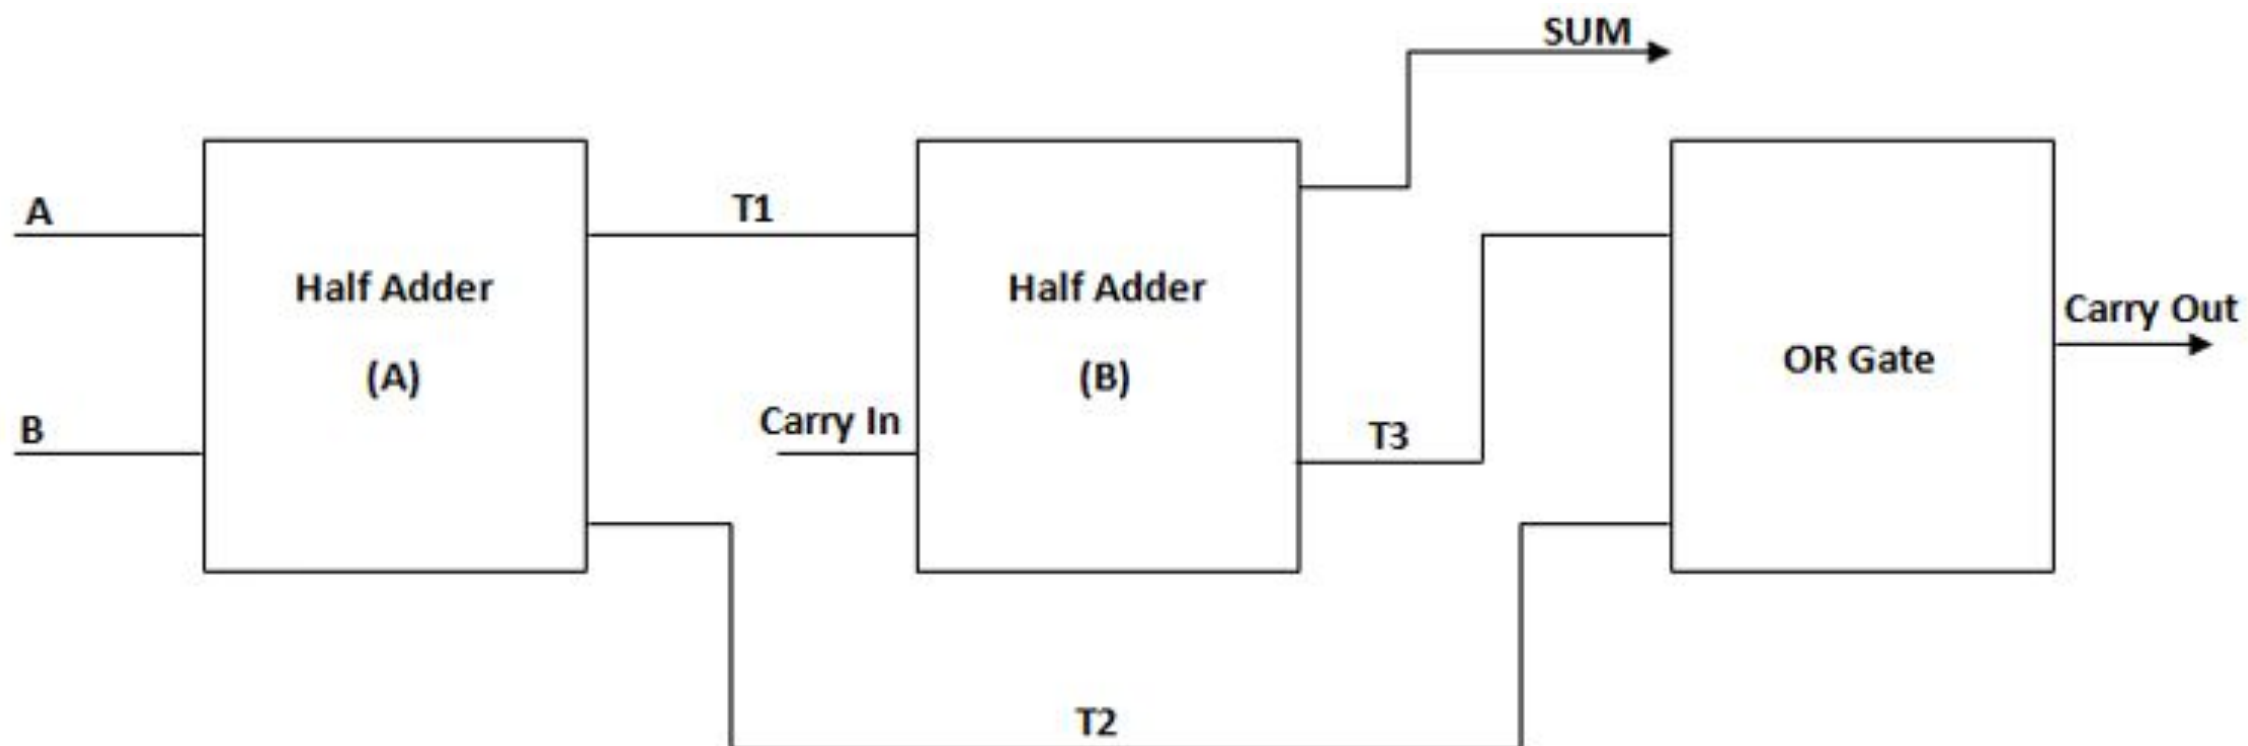 SUM
A
T1
Half Adder
(A)
B
Half Adder
(B)
Carry In
T3
OR Gate
Carry Out
T2